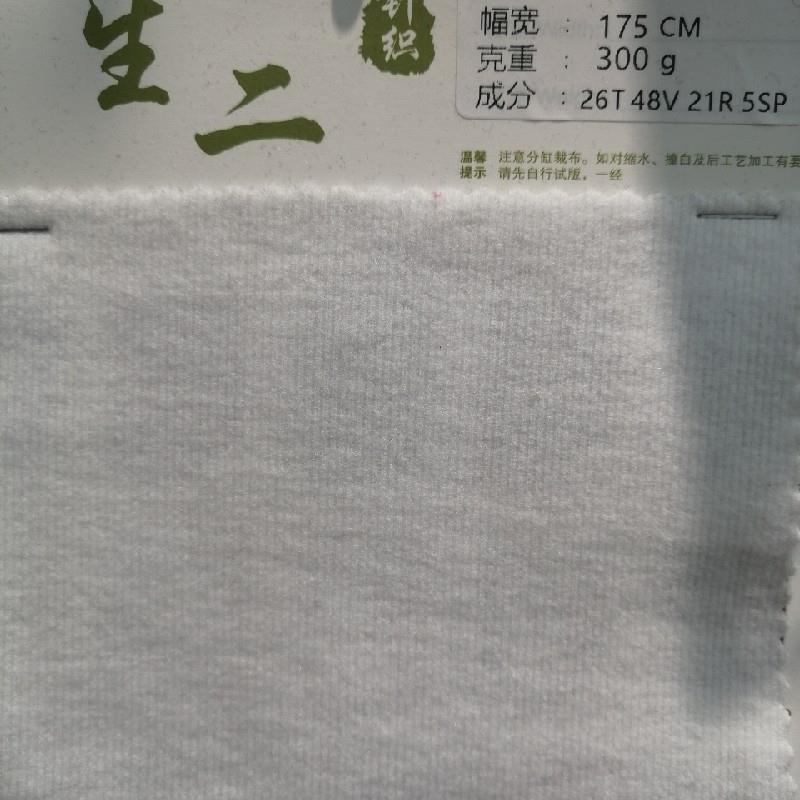 生
二
针织
幅宽 : 175 CM
克重 : 300 g
成分 : 26T 48V 21R 5SP
温馨 注意分缸裁布。如对缩水、撞白及后工艺加工有要
提示 请先自行试版，一经